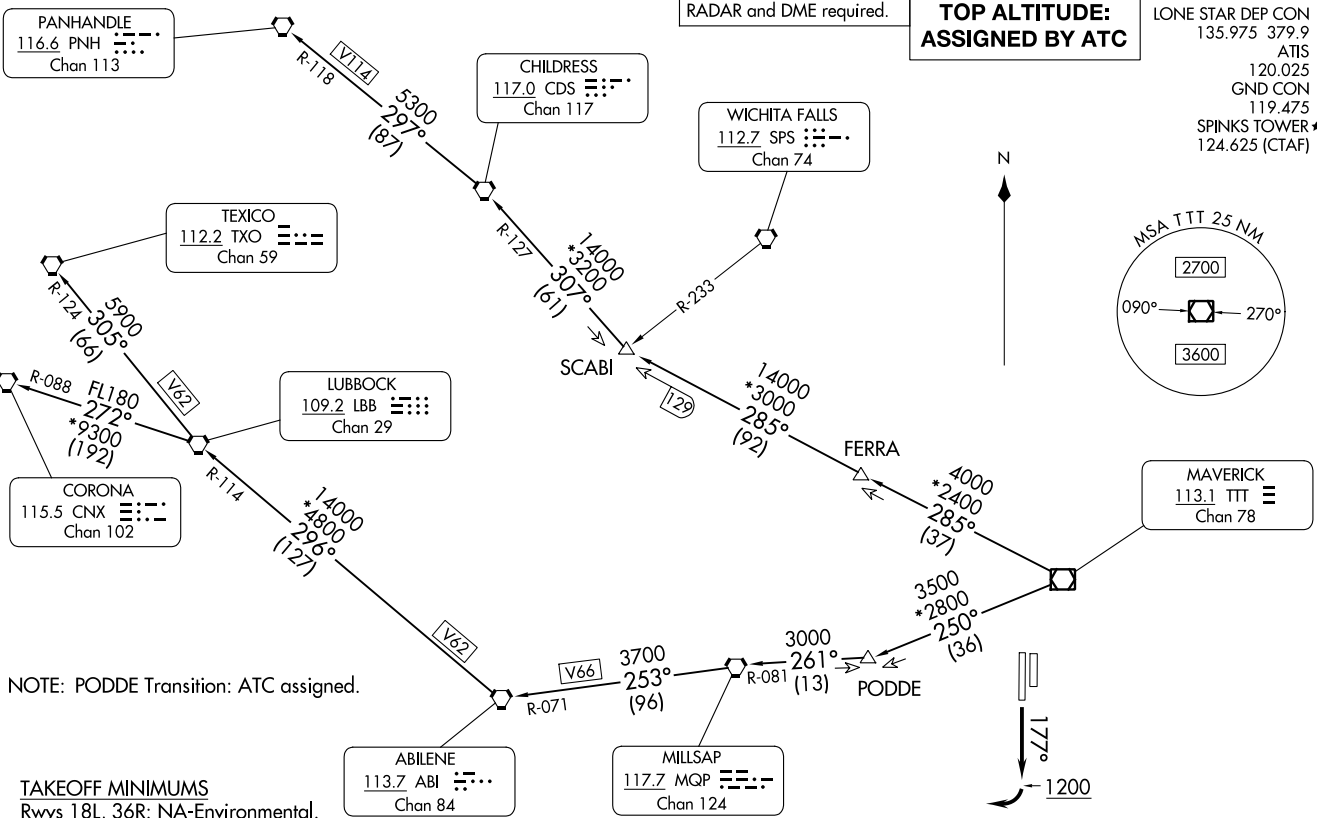 PANHANDLE
116.6 PNH
Chan 113
RADAR and DME required.
TOP ALTITUDE:
ASSIGNED BY ATC
LONE STAR DEP CON
135.975 379.9
ATIS
120.025
GND CON
119.475
SPINKS TOWER★
124.625 (CTAF)
R-118
V114
5300
297°
(87)
CHILDRESS
117.0 CDS
Chan 117
WICHITA FALLS
112.7 SPS
Chan 74
N
MSA TTT 25 NM
2700
090°
270°
3600
TEXICO
112.2 TXO
Chan 59
R-127
14000
*3200
307°
(61)
R-233
SCABI
129
14000
*3000
285°
(92)
FERRA
4000
*2400
285°
(37)
MAVERICK
113.1 TTT
Chan 78
R-124
5900
305°
(66)
V62
R-088
FL180
272°
*9300
(192)
LUBBOCK
109.2 LBB
Chan 29
CORONA
115.5 CNX
Chan 102
R-114
14000
*4800
296°
(127)
V62
3500
*2800
250°
(36)
PODDE
3000
261°
(13)
R-081
V66
3700
253°
(96)
R-071
NOTE: PODDE Transition: ATC assigned.
ABILENE
113.7 ABI
Chan 84
MILLSAP
117.7 MQP
Chan 124
177°
1200
TAKEOFF MINIMUMS
Rwys 18L, 36R: NA-Environmental.